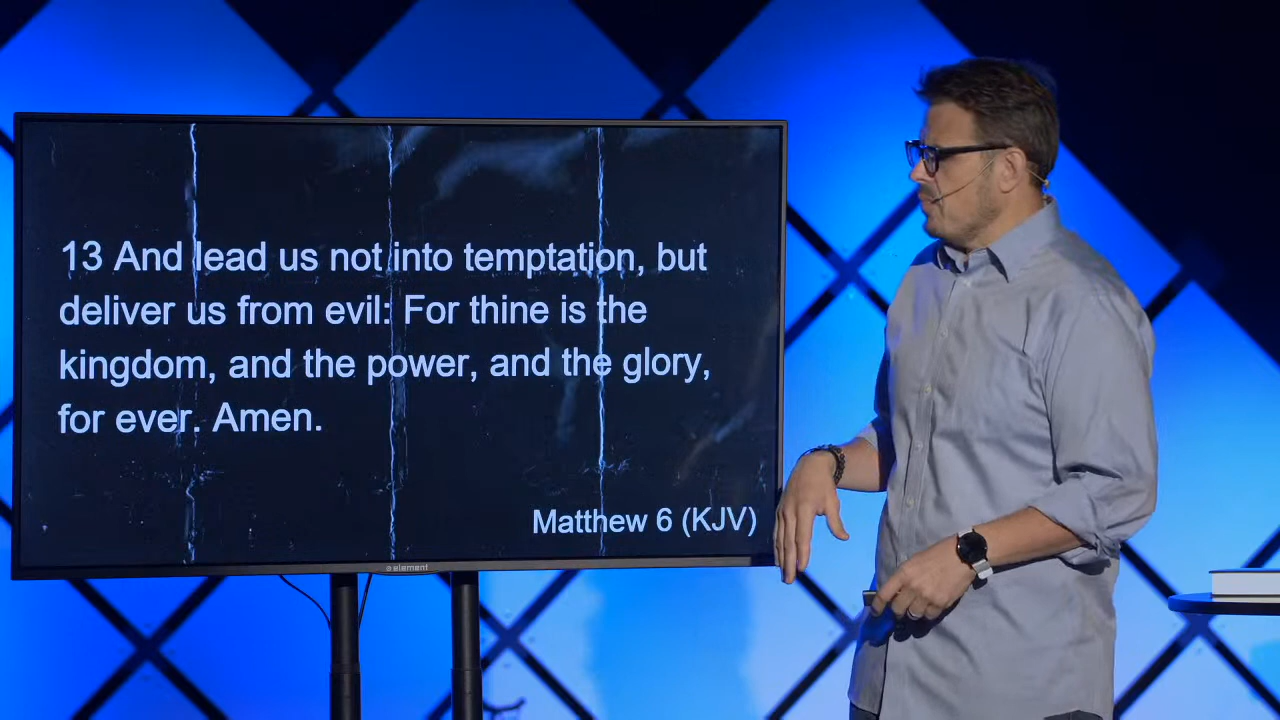 13 And lead us not into temptation, but
deliver us from evil: For thine is the
kingdom, and the power, and the glory,
for ever. Amen.
Matthew 6 (KJV)
element